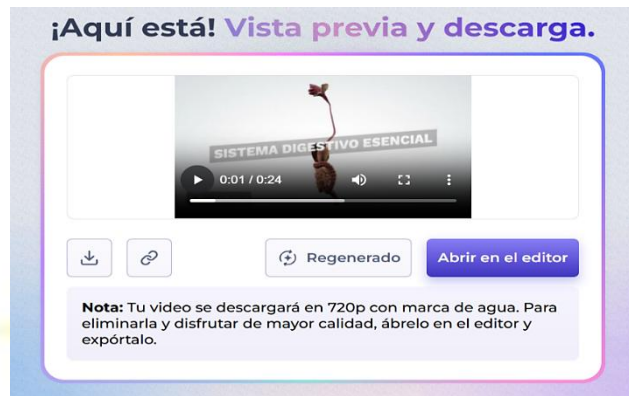 ¡Aquí está! Vista previa y descarga.
SISTEMA DIGESTIVO ESENCIAL
0:01 / 0:24
Regenerado
Abrir en el editor
Nota: Tu video se descargará en 720p con marca de agua. Para
eliminarla y disfrutar de mayor calidad, ábrelo en el editor y
expórtalo.